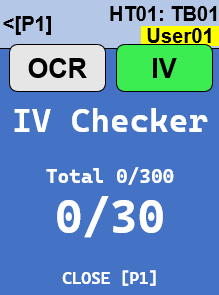 <[P1]
HT01: TB01
User01
OCR
IV
IV Checker
Total 0/300
0/30
CLOSE [P1]